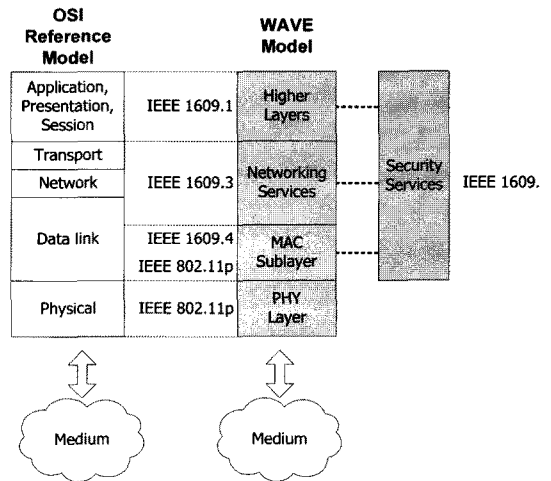 OSI
Reference
Model
WAVE
Model
Application,
Presentation,
Session
IEEE 1609.1
Higher
Layers
Transport
Network
IEEE 1609.3
Networking
Services
Security
Services
IEEE 1609.
Data link
IEEE 1609.4
IEEE 802.11p
MAC
Sublayer
Physical
IEEE 802.11p
PHY
Layer
Medium
Medium